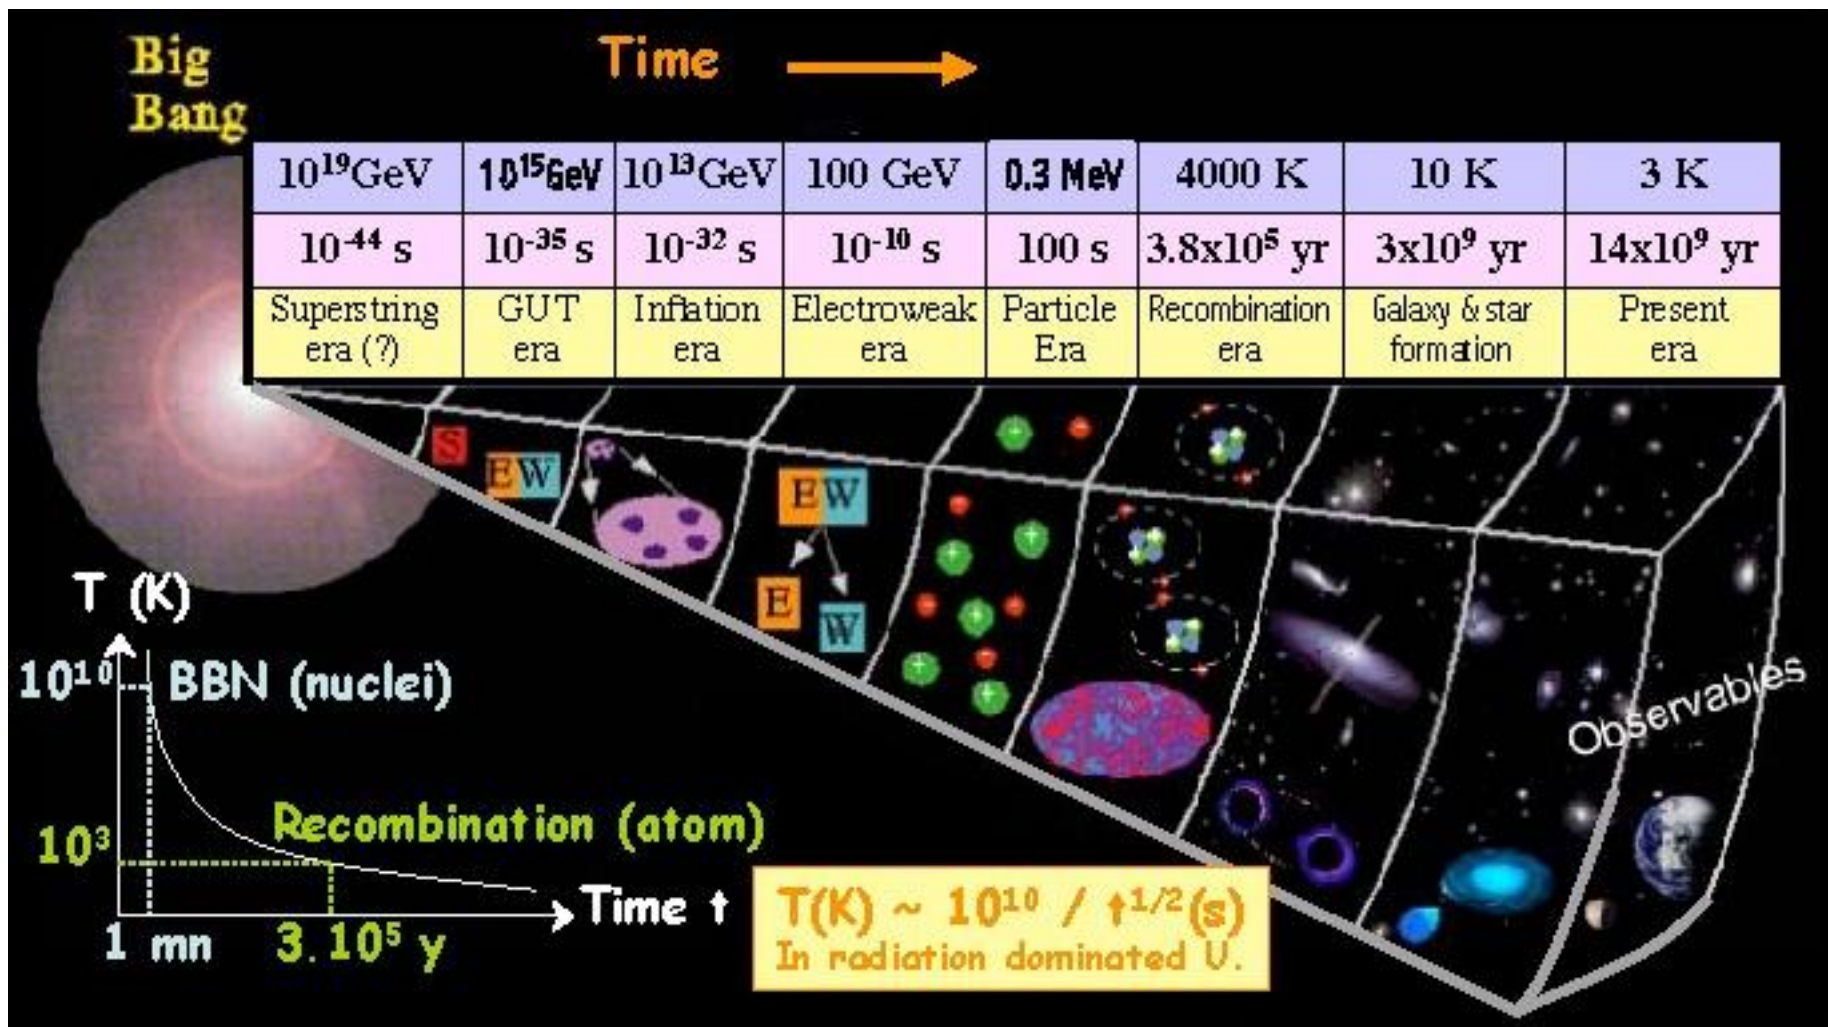 Big
Bang
Time
10¹⁹GeV 10¹⁵GeV 10¹³GeV 100 GeV 0.3 MeV 4000 K 10 K 3 K
10⁻⁴⁴ s 10⁻³⁵ s 10⁻³² s 10⁻¹⁰ s 100 s 3.8x10⁵ yr 3x10⁹ yr 14x10⁹ yr
Superstring GUT Inflation Electroweak Particle Recombination Galaxy & star Present
era (?) era era era Era era formation era
S
EW
EW
E
W
Observables
T (K)
10¹⁰
BBN (nuclei)
Recombination (atom)
10³
Time t
1 mn
3.10⁵ y
T(K) ~ 10¹⁰ / t¹ᐟ²(s)
In radiation dominated U.